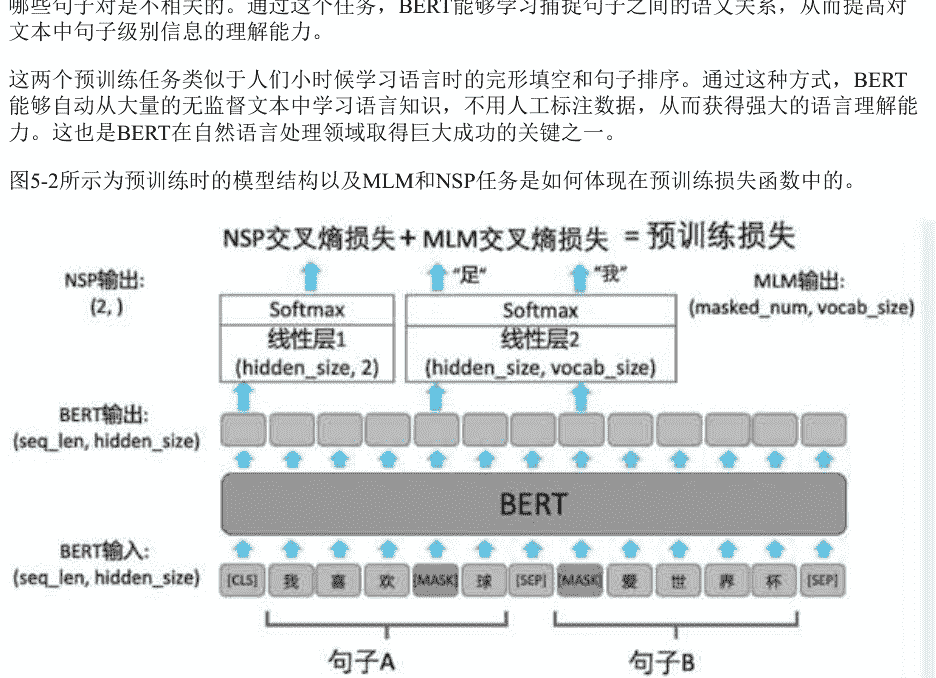 哪些句子对是不相关的。通过这个任务，BERT能够学习捕捉句子之间的语义关系，从而提高对
文本中句子级别信息的理解能力。
这两个预训练任务类似于人们小时候学习语言时的完形填空和句子排序。通过这种方式，BERT
能够自动从大量的无监督文本中学习语言知识，不用人工标注数据，从而获得强大的语言理解能
力。这也是BERT在自然语言处理领域取得巨大成功的关键之一。
图5-2所示为预训练时的模型结构以及MLM和NSP任务是如何体现在预训练损失函数中的。
NSP交叉熵损失 + MLM交叉熵损失 = 预训练损失
NSP输出:
(2, )
"足"
"我"
MLM输出:
(masked_num, vocab_size)
Softmax
线性层1
(hidden_size, 2)
Softmax
线性层2
(hidden_size, vocab_size)
BERT输出:
(seq_len, hidden_size)
BERT
BERT输入:
(seq_len, hidden_size)
[CLS] 我 喜 欢 [MASK] 球 [SEP] [MASK] 爱 世 界 杯 [SEP]
句子A
句子B